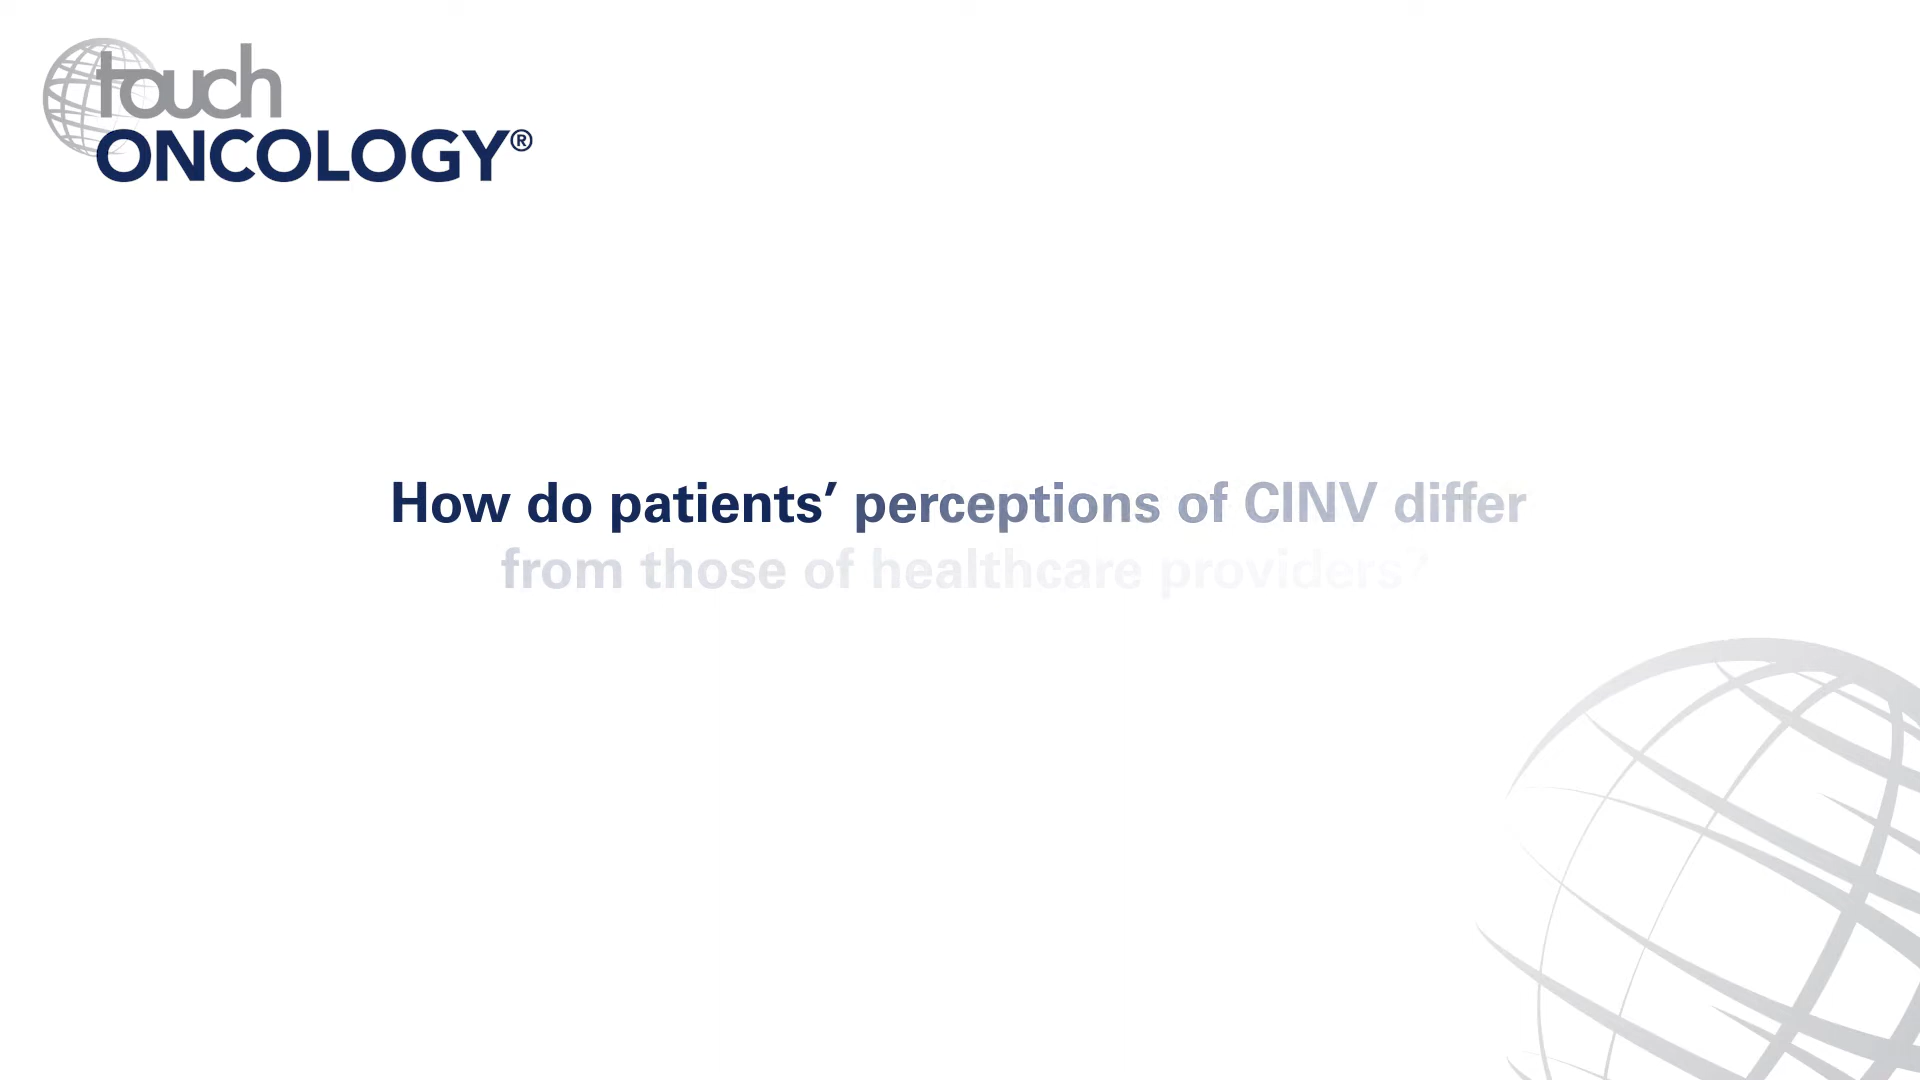 touch
ONCOLOGY®
How do patients’ perceptions of CINV differ
from those of healthcare providers?